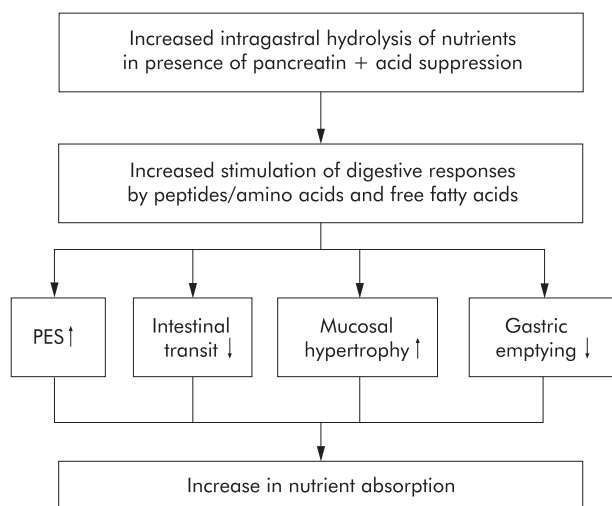 Increased intragastral hydrolysis of nutrients
in presence of pancreatin + acid suppression
Increased stimulation of digestive responses
by peptides/amino acids and free fatty acids
PES ↑
Intestinal
transit ↓
Mucosal
hypertrophy ↑
Gastric
emptying ↓
Increase in nutrient absorption